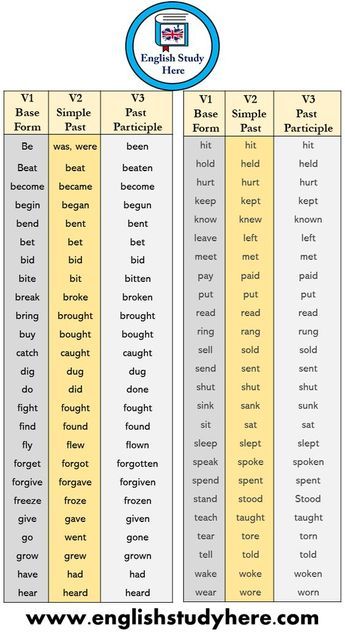 English Study
Here
V1 V2 V3
Base Simple Past
Form Past Participle
Be was, were been
Beat beat beaten
become became become
begin began begun
bend bent bent
bet bet bet
bid bid bid
bite bit bitten
break broke broken
bring brought brought
buy bought bought
catch caught caught
dig dug dug
do did done
fight fought fought
find found found
fly flew flown
forget forgot forgotten
forgive forgave forgiven
freeze froze frozen
give gave given
go went gone
grow grew grown
have had had
hear heard heard
V1 V2 V3
Base Simple Past
Form Past Participle
hit hit hit
hold held held
hurt hurt hurt
keep kept kept
know knew known
leave left left
meet met met
pay paid paid
put put put
read read read
ring rang rung
sell sold sold
send sent sent
shut shut shut
sink sank sunk
sit sat sat
sleep slept slept
speak spoke spoken
spend spent spent
stand stood Stood
teach taught taught
tear tore torn
tell told told
wake woke woken
wear wore worn
www.englishstudyhere.com